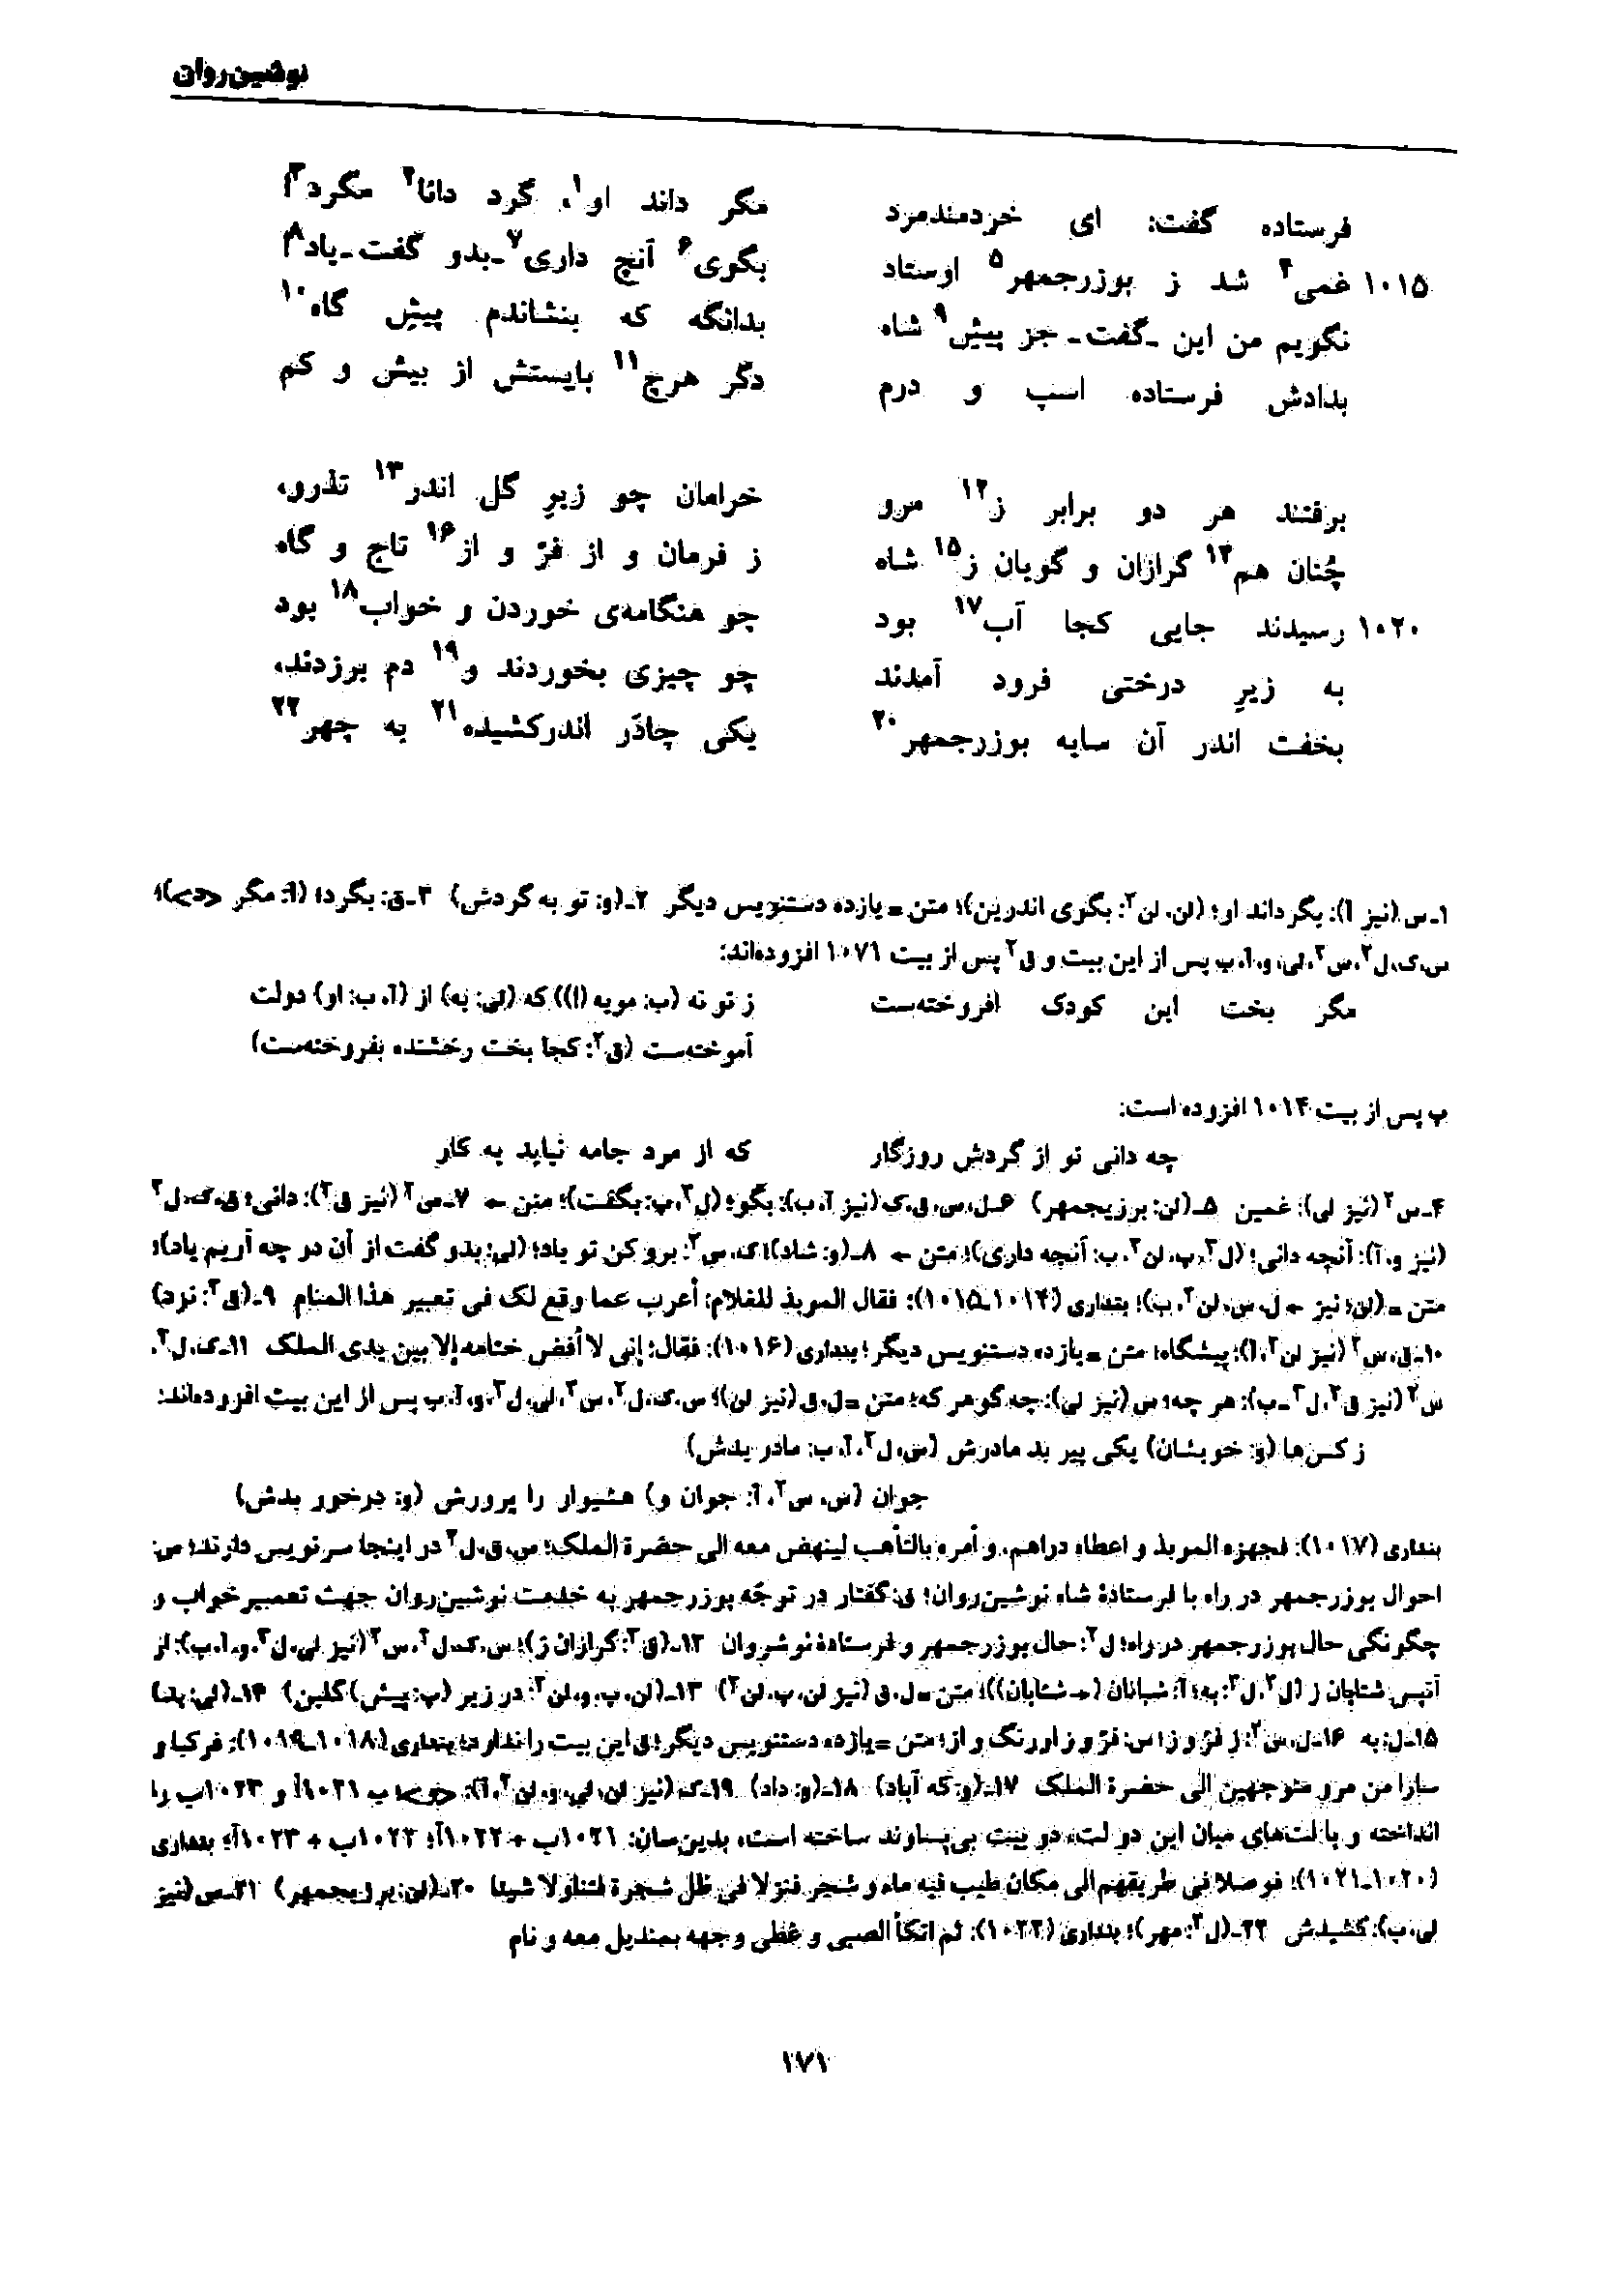 نوشین‌روان
فرستاده گفت: ای خردمندمرد مگر داند او¹، گرد دانا² مگرد³!
۱۰۱۵ غمی⁴ شد ز بوزرجمهر⁵ اوستاد بگوی⁶ آنچ داری⁷ـ بدو گفت ـ یاد⁸!
نگویم من این ـ گفت ـ جز پیش⁹ شاه بدانگه که بنشاندم پیشِ گاه¹⁰
بدادش فرستاده اسپ و درم دگر هرچ¹¹ بایستش از بیش و کم
برفتند هر دو برابر ز¹² مرو خرامان چو زیرِ گل اندر¹³ تذرو،
چُنان هم¹⁴ گرازان و گویان ز¹⁵ شاه ز فرمان و از فرّ و از¹⁶ تاج و گاه
۱۰۲۰ رسیدند جایی کجا آب¹⁷ بود چو هنگامه‌ی خوردن و خواب¹⁸ بود
به زیرِ درختی فرود آمدند چو چیزی بخوردند و¹⁹ دم برزدند،
بخفت اندر آن سایه بوزرجمهر²⁰ یکی چاذَر اندرکشیده²¹ به چهر²²
۱ـ س (نیز ا): بگرداند او؛ (لن، لن²: بگوی اندرین)؛ متن = یازده دستنویس دیگر ۲ـ (و: تو به گردش) ۳ـ ق: بگرد؛ (آ: مگر <د>)؛
س، ک، ل²، س²، لی، و، ا، ب پس از این بیت و ق² پس از بیت ۱۰۷۱ افزوده‌اند:
مگر بخت این کودک افروخته‌ست ز تو نه (ب: مویه (ا)) که (لی: به) از (آ، ب: او) دولت
آموخته‌ست (ق²: کجا بخت رخشنده بفروخته‌ست)
پ پس از بیت ۱۰۱۴ افزوده است:
چه دانی تو از گردش روزگار که از مرد جامه نیاید به کار
۴ـ س² (نیز لی): غمین ۵ـ (لن: برزیجمهر) ۶ـ ل، س، ق، ک (نیز آ، ب): بگو؛ (ل³، پ: بگفت)؛ متن ← ۷ـ س² (نیز ق²): دانی؛ ق، ک، ل²
(نیز و، آ): آنچه دانی؛ (ل³، پ، لن²، ب: آنچه داری)؛ متن ← ۸ـ (و: شاد)؛ ک، س²: برو کن تو یاد؛ (لی: بدو گفت از آن در چه آریم یاد)؛
متن = (لن؛ نیز ← ل، س، لن²، ب)؛ بنداری (۱۰۱۴ـ۱۰۱۵): فقال الموبذ للغلام: أعرب عما وقع لک فی تعبیر هذا المنام ۹ـ (ق²: نزد)
۱۰ـ ق، س² (نیز لن²، ا): پیشگاه؛ متن = یازده دستنویس دیگر؛ بنداری (۱۰۱۶): فقال: إنی لا أفض ختامه إلا بین یدی الملک ۱۱ـ ک، ل²،
س² (نیز ق²، ل³ ـ ب): هر چه؛ س (نیز لی): چه گوهر که؛ متن = ل، ق (نیز لن)؛ س، ک، ل²، س²، لی، ل³، و، آ، ب پس از این بیت افزوده‌اند:
ز کس‌ها (و: خویشان) یکی پیر بد مادرش (س، ل³، آ، ب: مادر بدش)
جوان (س، س²، آ: جوان و) هشیوار را پرورش (و: درخور بدش)
بنداری (۱۰۱۷): فجهزه الموبذ و اعطاه دراهم، و أمره بالتأهب لینهض معه الی حضرة الملک؛ س، ق، ل² در اینجا سرنویس دارند؛ س:
احوال بوزرجمهر در راه با فرستادهٔ شاه نوشین‌روان؛ ق: گفتار در توجّه بوزرجمهر به خدمت نوشین‌روان جهت تعبیر خواب و
چگونگی حال بوزرجمهر در راه؛ ل²: حال بوزرجمهر و فرستادهٔ نوشروان ۱۲ـ (ق²: گرازان ز)؛ س، ک، ل²، س² (نیز لی، ل³، و، ا، ب): از
آنپس شتابان ز (ل²، ل³: به؛ آ: شبانان (← شتابان))؛ متن = ل، ق (نیز لن، پ، لن²) ۱۳ـ (لن، پ، و، لن²: در زیر (پ: پیش) گلبن) ۱۴ـ (لی: بد)
۱۵ـ ل: به ۱۶ـ ل، س²: ز فرّ و ز؛ س: فرّ و ز اورنگ و از؛ متن = یازده دستنویس دیگر؛ ق این بیت را ندارد؛ بنداری (۱۰۱۸ـ۱۰۱۹): فرکبا و
سارا من مرو متوجهین الی حضرة الملک ۱۷ـ (و: که آباد) ۱۸ـ (و: داد) ۱۹ـ ک (نیز لن، لی، و، لن²، آ): <و>؛ ب ۱۰۲۱آ و ۱۰۲۳ب را
انداخته و با لت‌های میان این دو لت، دو بیت بی‌پساوند ساخته است، بدین‌سان: ۱۰۲۱ب + ۱۰۲۲آ؛ ۱۰۲۲ب + ۱۰۲۳آ؛ بنداری
(۱۰۲۰ـ۱۰۲۱): فوصلا فی طریقهم الی مکان طیب فیه ماء و شجر فنزلا فی ظل شجرة فتناولا شیئا ۲۰ـ (لن: برزیجمهر) ۲۱ـ س (نیز
لی، ب): کشیدش ۲۲ـ (ل³: مهر)؛ بنداری (۱۰۲۲): ثم اتکأ الصبی و غطی وجهه بمندیل معه و نام
۱۷۱